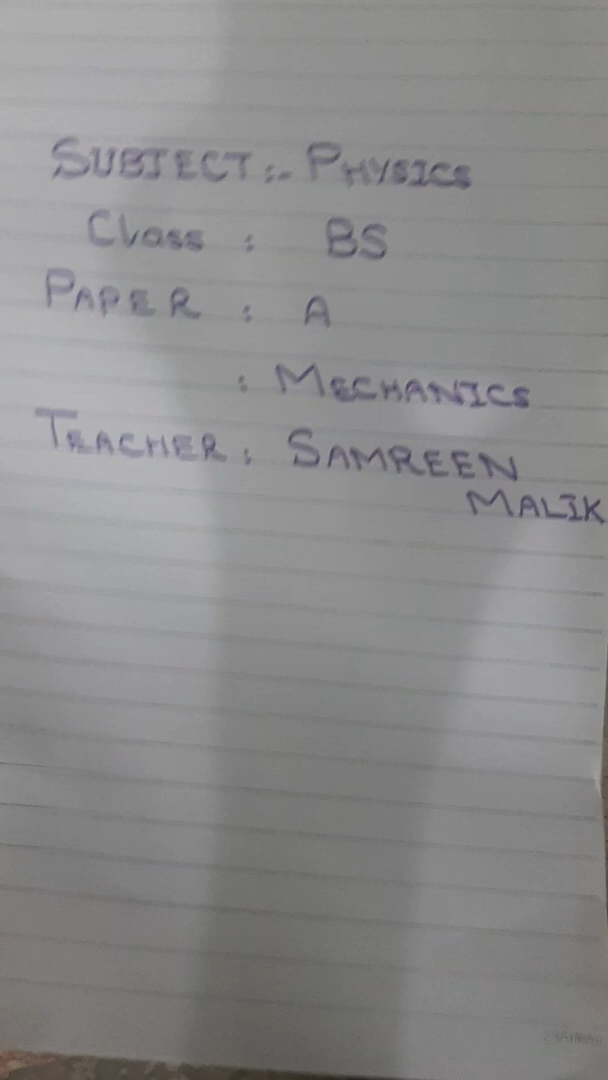 SUBJECT:- PHYSICS
Class : BS
PAPER : A
: MECHANICS
TEACHER: SAMREEN
MALIK